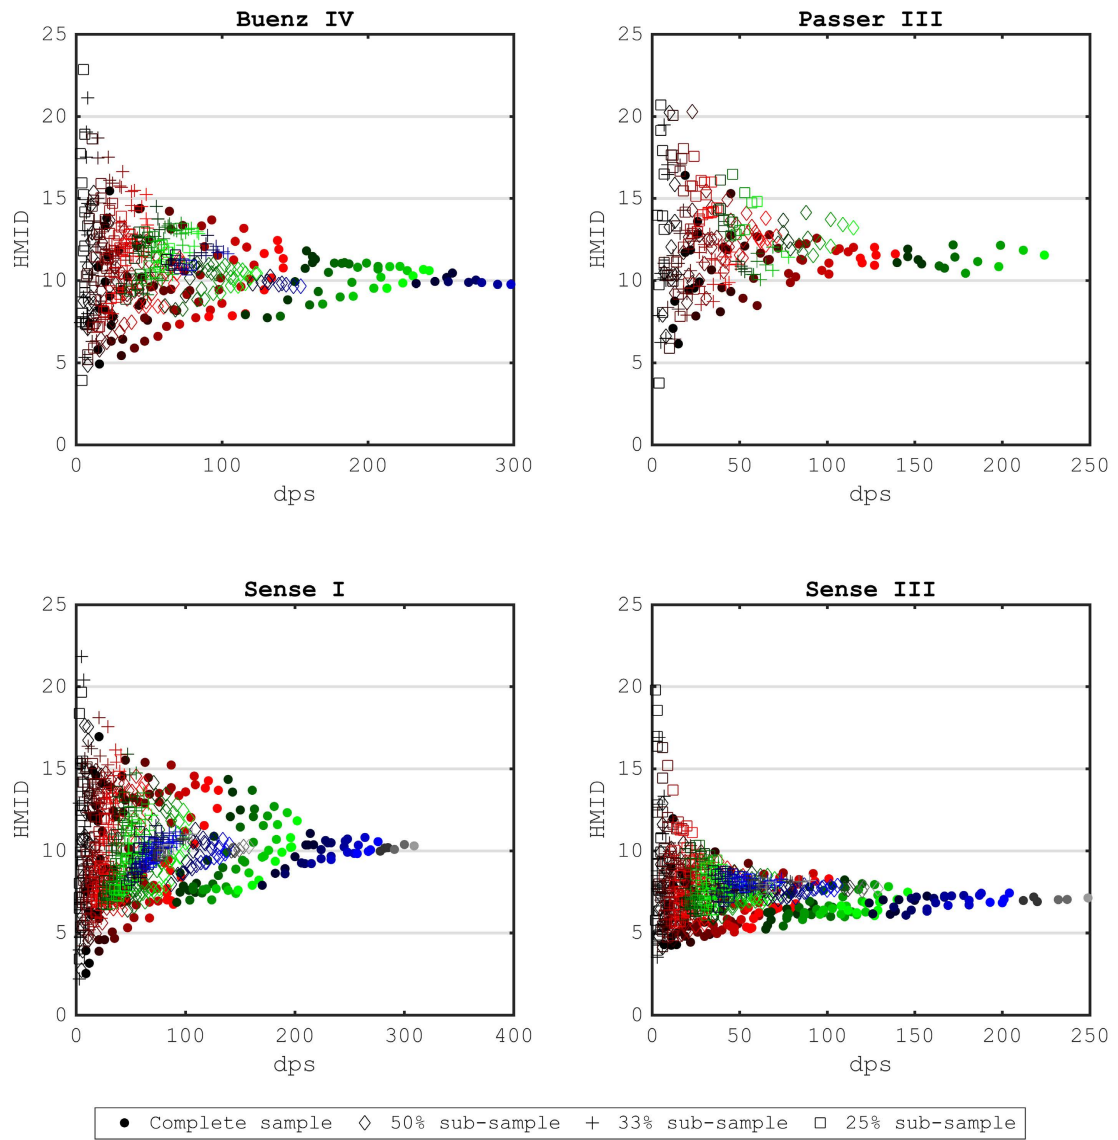 Buenz IV
25
20
15
10
5
0
HMID
0 100 200 300
dps
Passer III
25
20
15
10
5
0
HMID
0 50 100 150 200 250
dps
Sense I
25
20
15
10
5
0
HMID
0 100 200 300 400
dps
Sense III
25
20
15
10
5
0
HMID
0 50 100 150 200 250
dps
Complete sample 50% sub-sample 33% sub-sample 25% sub-sample